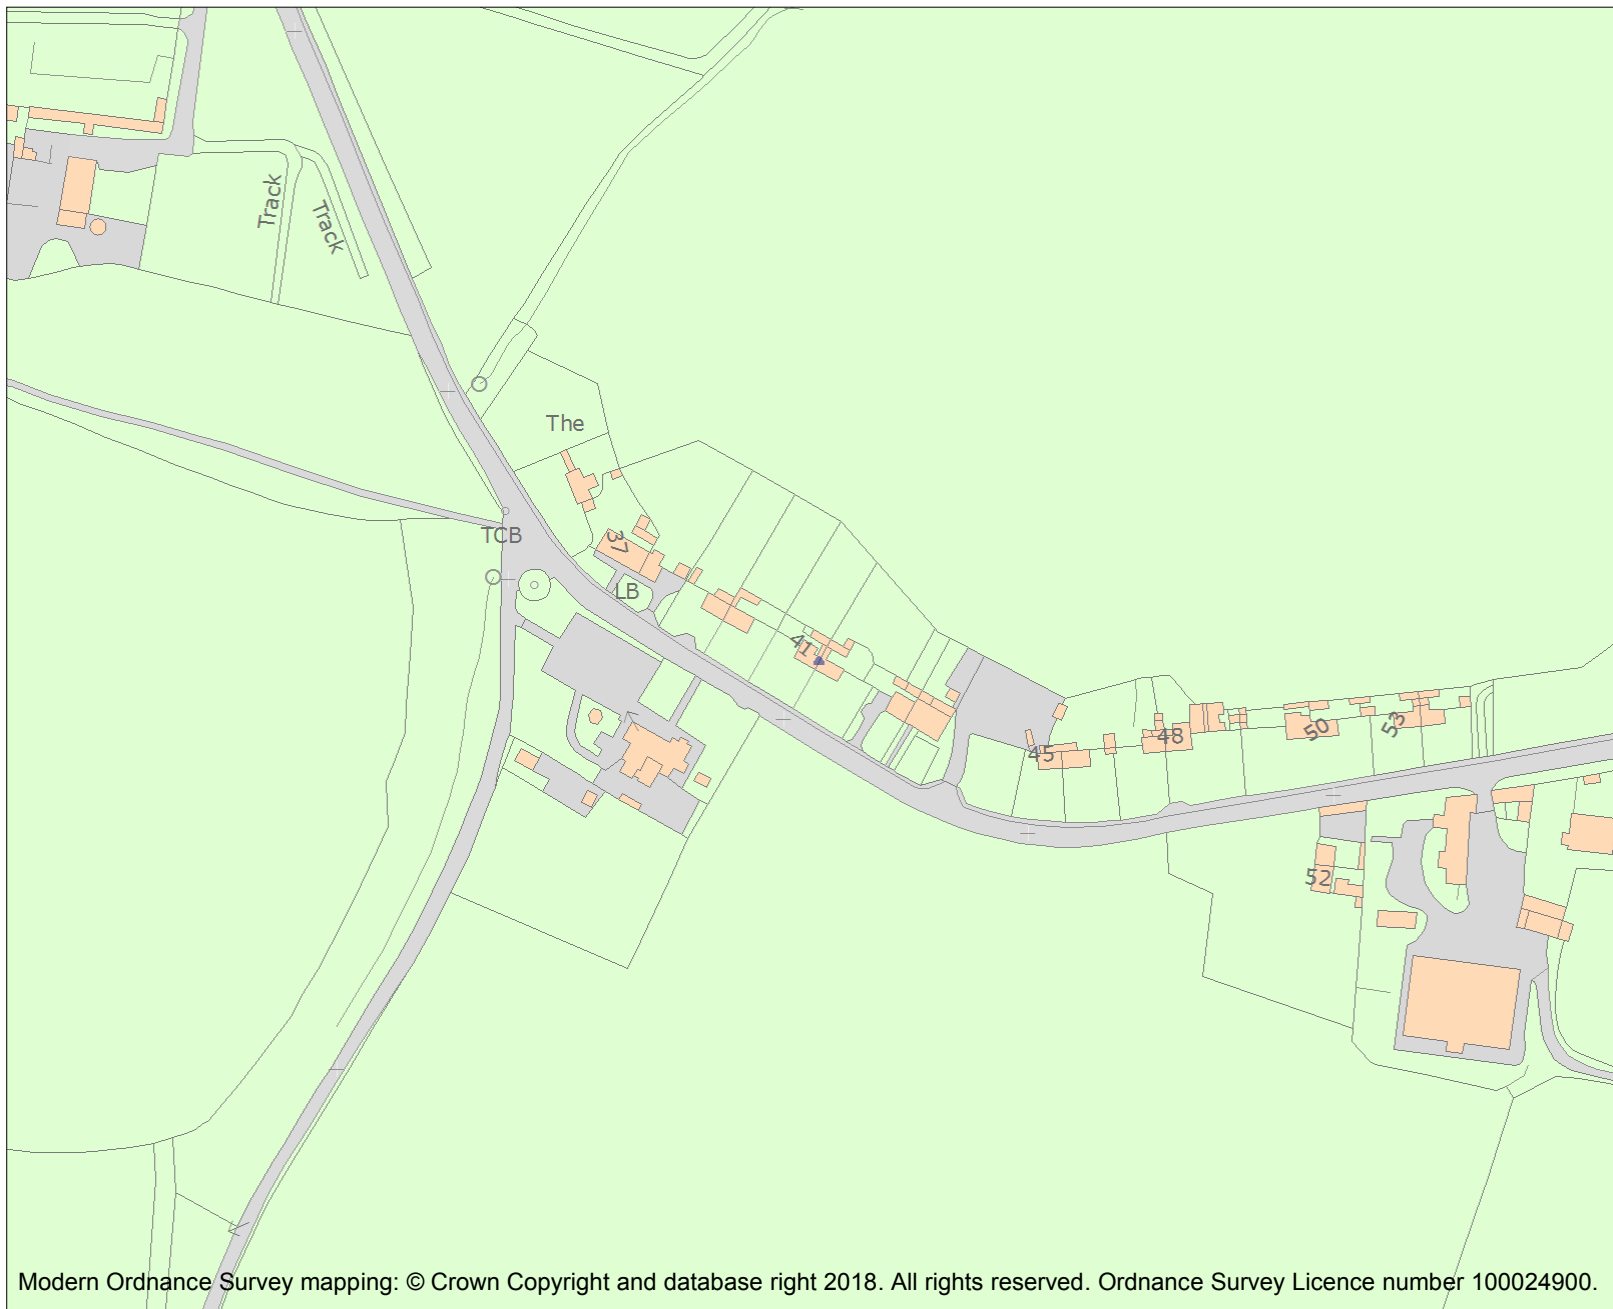 Track
Track
The
TCB
37
LB
41
45
48
50
53
52
Modern Ordnance Survey mapping: © Crown Copyright and database right 2018. All rights reserved. Ordnance Survey Licence number 100024900.